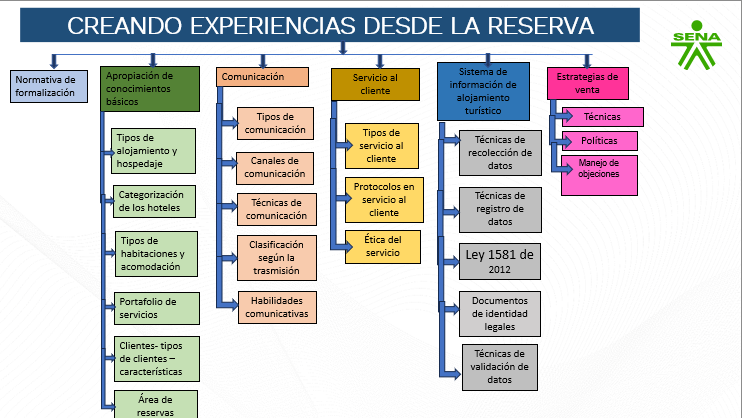 CREANDO EXPERIENCIAS DESDE LA RESERVA
SENA
Normativa de
formalización
Apropiación de
conocimientos
básicos
Tipos de
alojamiento y
hospedaje
Categorización
de los hoteles
Tipos de
habitaciones y
acomodación
Portafolio de
servicios
Clientes- tipos
de clientes –
características
Área de
reservas
Comunicación
Tipos de
comunicación
Canales de
comunicación
Técnicas de
comunicación
Clasificación
según la
trasmisión
Habilidades
comunicativas
Servicio al
cliente
Tipos de
servicio al
cliente
Protocolos en
servicio al
cliente
Ética del
servicio
Sistema de
información de
alojamiento
turístico
Técnicas de
recolección de
datos
Técnicas de
registro de
datos
Ley 1581 de
2012
Documentos
de identidad
legales
Técnicas de
validación de
datos
Estrategias de
venta
Técnicas
Políticas
Manejo de
objeciones